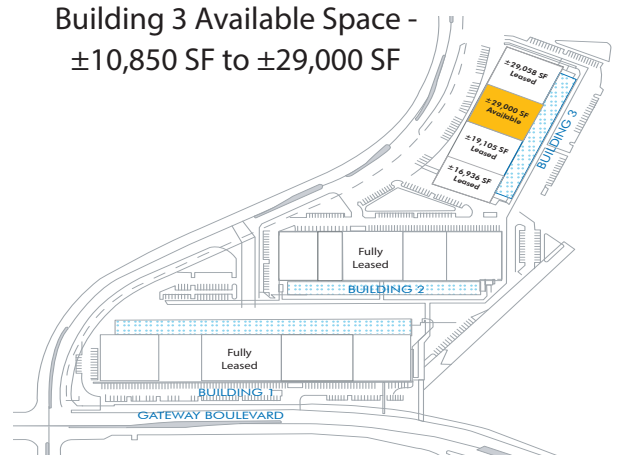 Building 3 Available Space -
±10,850 SF to ±29,000 SF
±29,058 SF
Leased
±29,000 SF
Available
±19,105 SF
Leased
±16,936 SF
Leased
BUILDING 3
Fully
Leased
BUILDING 2
Fully
Leased
BUILDING 1
GATEWAY BOULEVARD